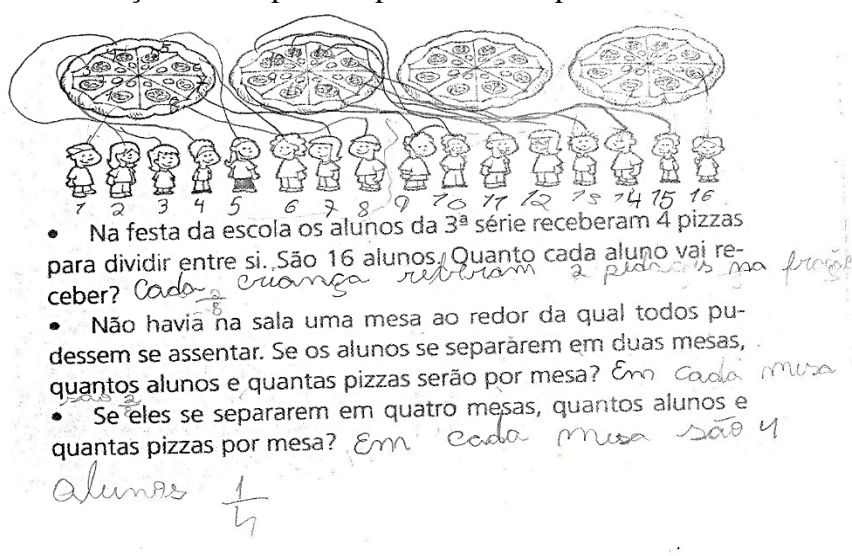 1 2 3 4 5 6 7 8 9 10 11 12 13 14 15 16
• Na festa da escola os alunos da 3ª série receberam 4 pizzas
para dividir entre si. São 16 alunos. Quanto cada aluno vai re-
ceber? Cada criança reberam 2 pedraços na fração
2/8
• Não havia na sala uma mesa ao redor da qual todos pu-
dessem se assentar. Se os alunos se separarem em duas mesas,
quantos alunos e quantas pizzas serão por mesa? Em cada mesa
são
• Se eles se separarem em quatro mesas, quantos alunos e
quantas pizzas por mesa? Em cada mesa são 4
alunos 1/4